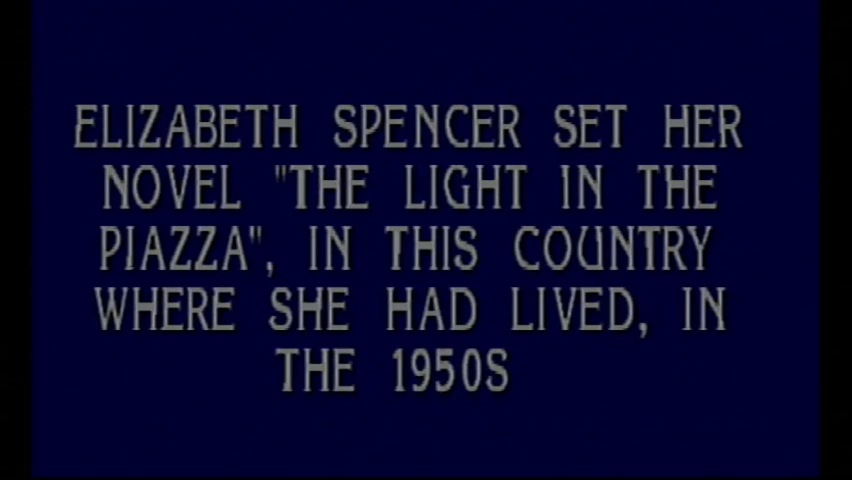 ELIZABETH SPENCER SET HER
NOVEL "THE LIGHT IN THE
PIAZZA", IN THIS COUNTRY
WHERE SHE HAD LIVED, IN
THE 1950S